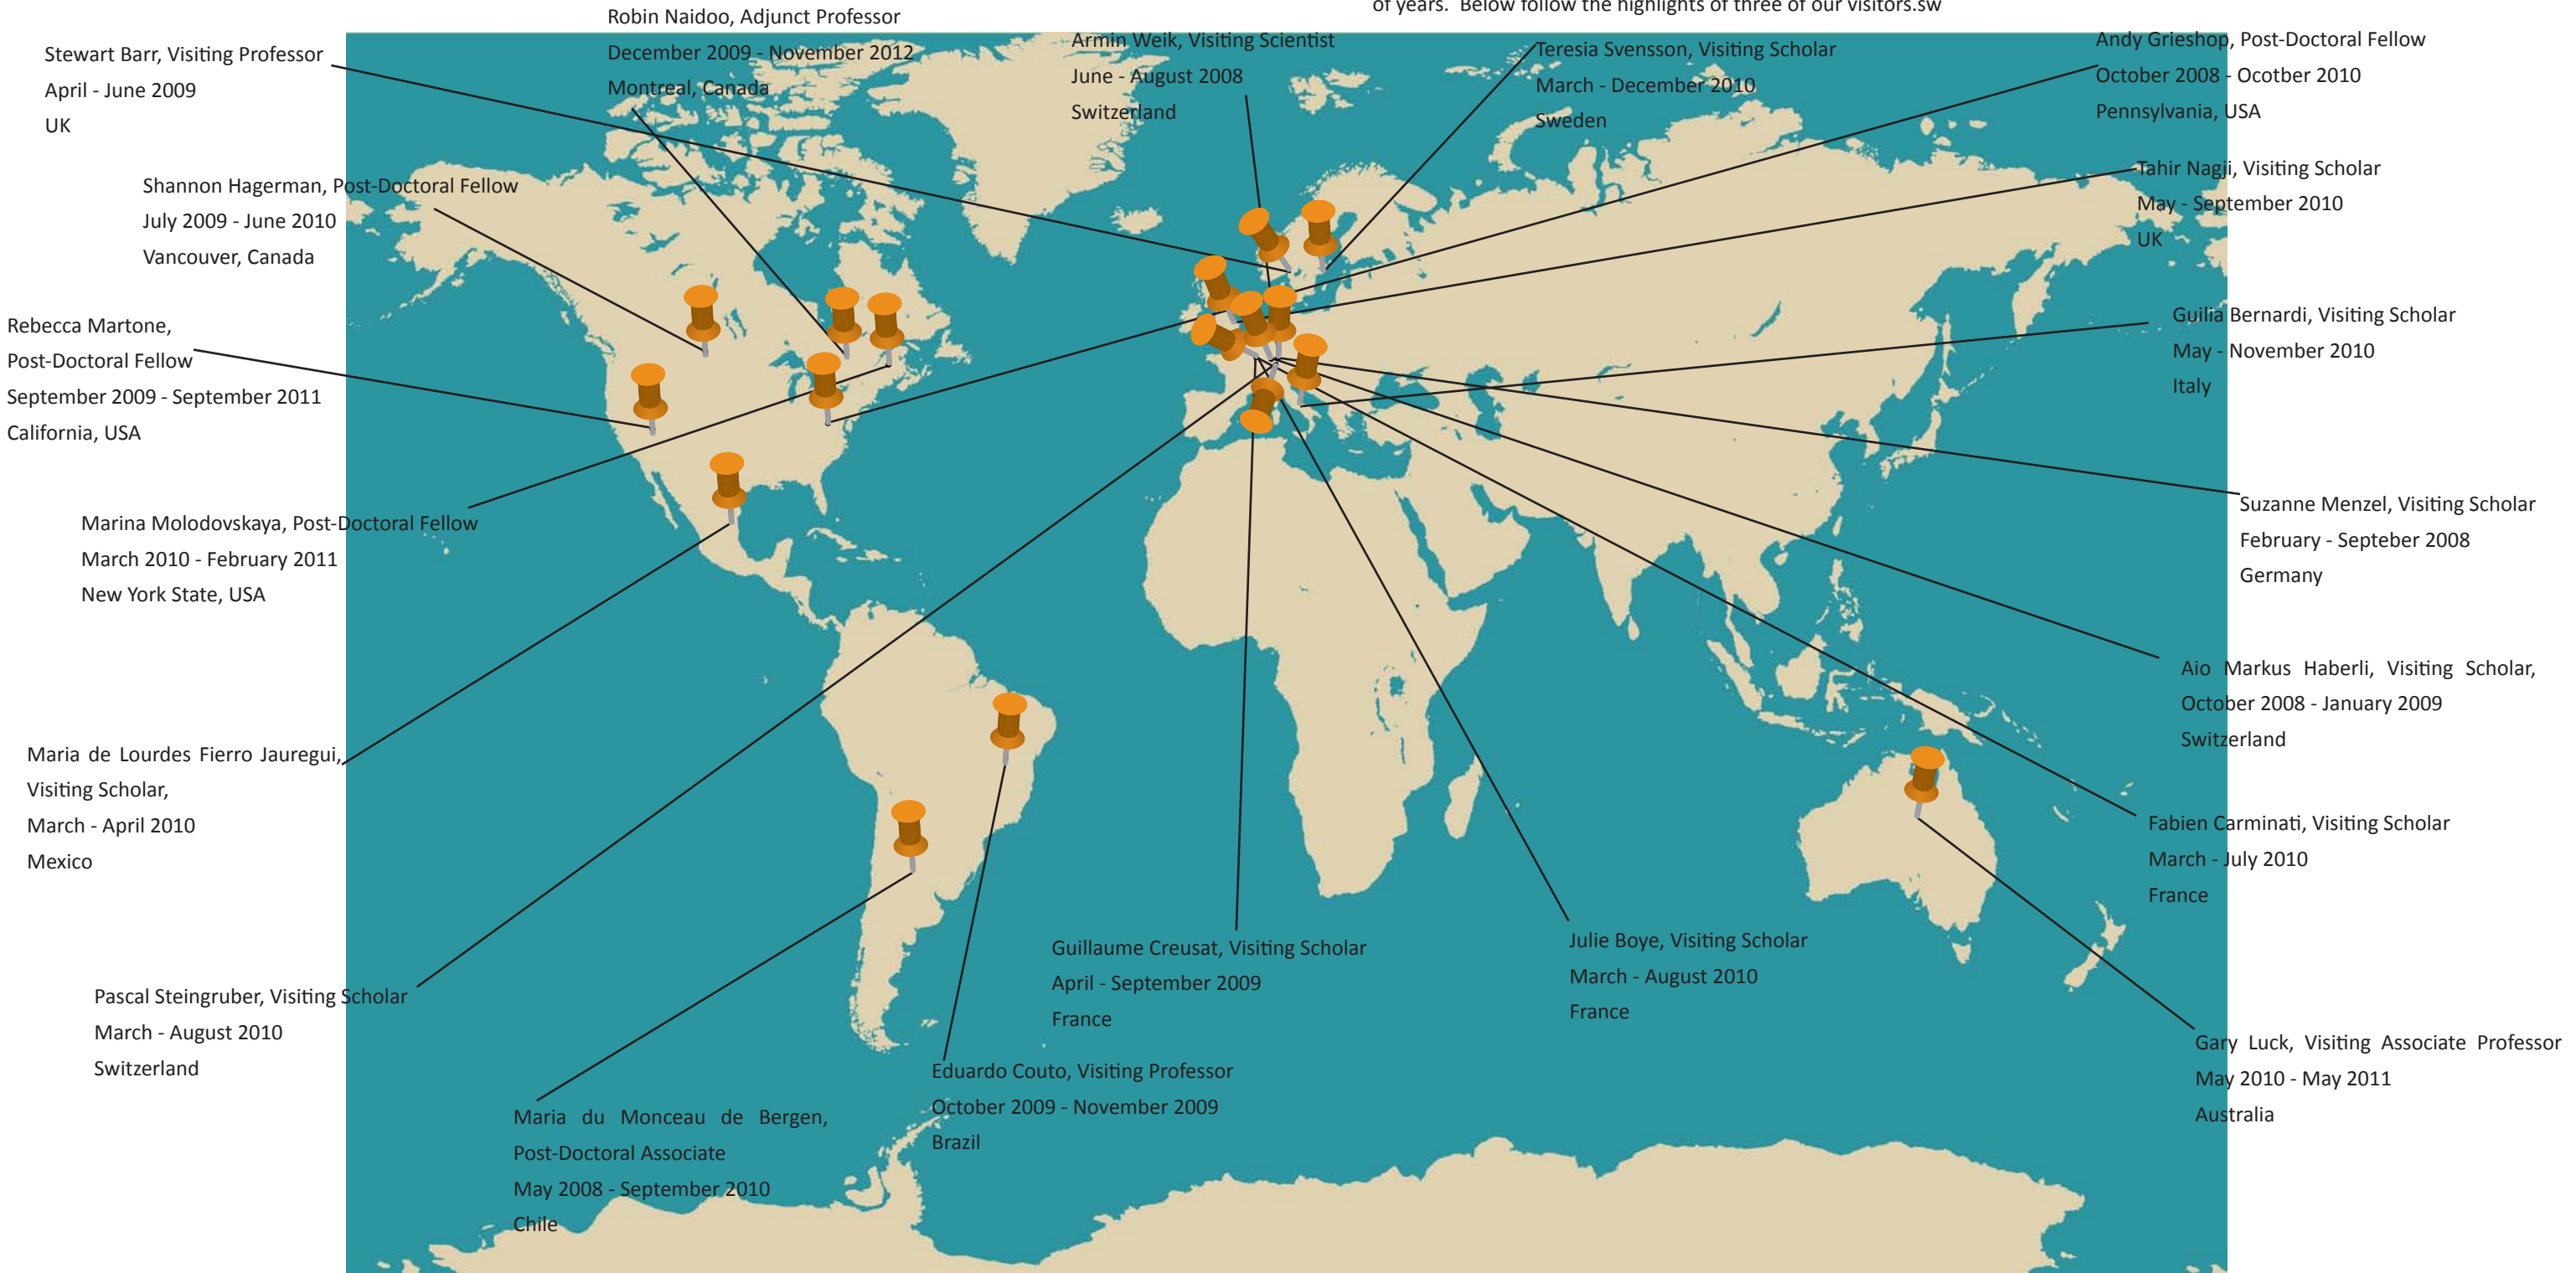 of years. Below follow the highlights of three of our visitors.sw
Robin Naidoo, Adjunct Professor
December 2009 - November 2012
Montreal, Canada
Stewart Barr, Visiting Professor
April - June 2009
UK
Armin Weik, Visiting Scientist
June - August 2008
Switzerland
Teresia Svensson, Visiting Scholar
March - December 2010
Sweden
Andy Grieshop, Post-Doctoral Fellow
October 2008 - Ocotber 2010
Pennsylvania, USA
Shannon Hagerman, Post-Doctoral Fellow
July 2009 - June 2010
Vancouver, Canada
Tahir Nagji, Visiting Scholar
May - September 2010
UK
Rebecca Martone,
Post-Doctoral Fellow
September 2009 - September 2011
California, USA
Guilia Bernardi, Visiting Scholar
May - November 2010
Italy
Marina Molodovskaya, Post-Doctoral Fellow
March 2010 - February 2011
New York State, USA
Suzanne Menzel, Visiting Scholar
February - Septeber 2008
Germany
Aio Markus Haberli, Visiting Scholar,
October 2008 - January 2009
Switzerland
Maria de Lourdes Fierro Jauregui,
Visiting Scholar,
March - April 2010
Mexico
Fabien Carminati, Visiting Scholar
March - July 2010
France
Pascal Steingruber, Visiting Scholar
March - August 2010
Switzerland
Guillaume Creusat, Visiting Scholar
April - September 2009
France
Julie Boye, Visiting Scholar
March - August 2010
France
Gary Luck, Visiting Associate Professor
May 2010 - May 2011
Australia
Eduardo Couto, Visiting Professor
October 2009 - November 2009
Brazil
Maria du Monceau de Bergen,
Post-Doctoral Associate
May 2008 - September 2010
Chile